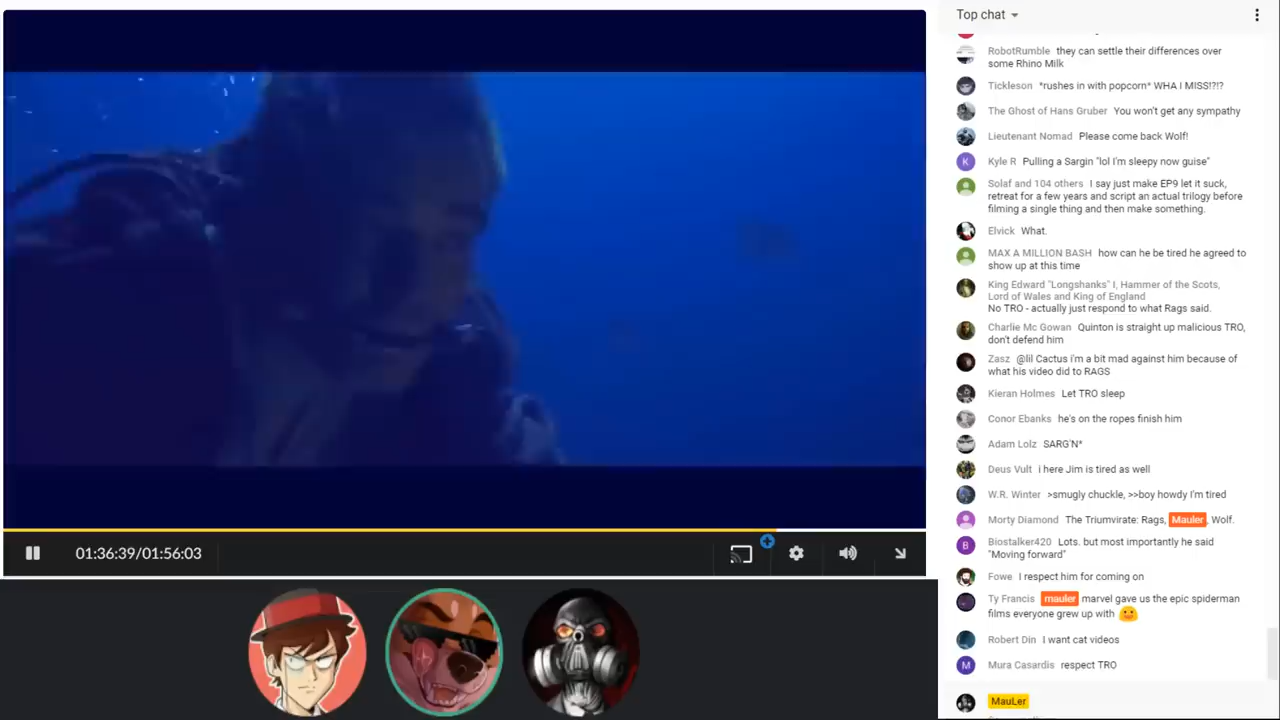 Top chat
RobotRumble they can settle their differences over
some Rhino Milk
Tickleson *rushes in with popcorn* WHA I MISS!?!?
The Ghost of Hans Gruber You won't get any sympathy
Lieutenant Nomad Please come back Wolf!
K Kyle R Pulling a Sargin "lol I'm sleepy now guise"
Solaf and 104 others I say just make EP9 let it suck,
retreat for a few years and script an actual trilogy before
filming a single thing and then make something.
Elvick What.
MAX A MILLION BASH how can he be tired he agreed to
show up at this time
King Edward "Longshanks" I, Hammer of the Scots,
Lord of Wales and King of England
No TRO - actually just respond to what Rags said.
Charlie Mc Gowan Quinton is straight up malicious TRO,
don't defend him
Zasz @lil Cactus i'm a bit mad against him because of
what his video did to RAGS
Kieran Holmes Let TRO sleep
Conor Ebanks he's on the ropes finish him
Adam Lolz SARG'N*
Deus Vult i here Jim is tired as well
W.R. Winter >smugly chuckle, >>boy howdy I'm tired
Morty Diamond The Triumvirate: Rags, Mauler, Wolf.
B Biostalker420 Lots. but most importantly he said
"Moving forward"
Fowe I respect him for coming on
Ty Francis mauler marvel gave us the epic spiderman
films everyone grew up with
Robert Din I want cat videos
M Mura Casardis respect TRO
MauLer
01:36:39/01:56:03